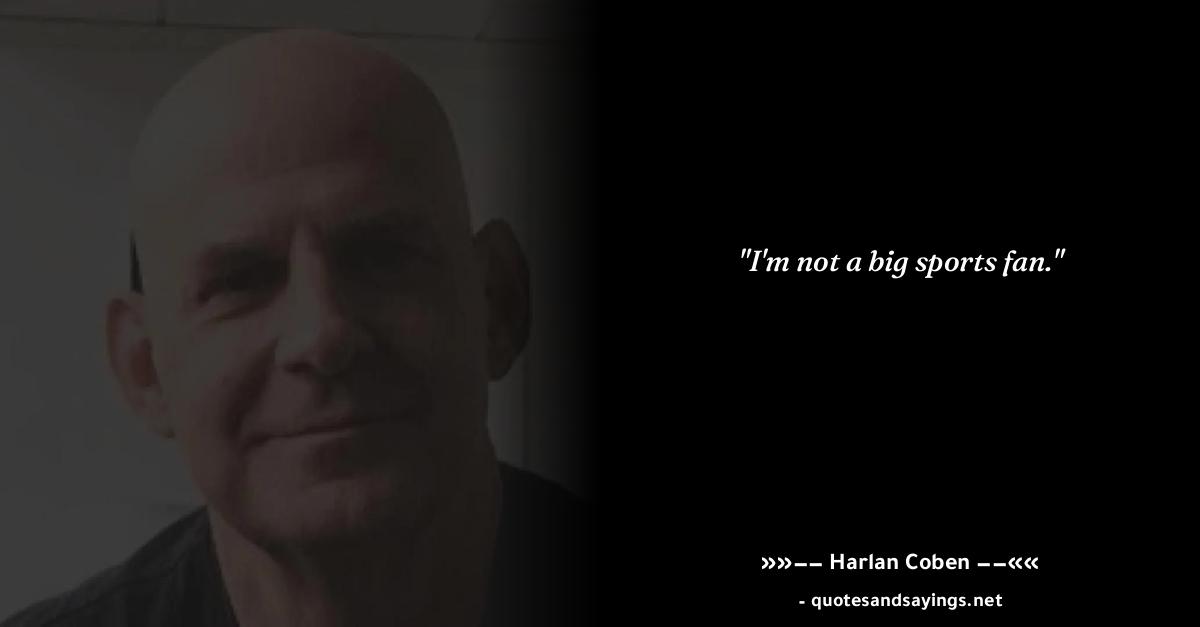 "I'm not a big sports fan."
»»−− Harlan Coben −−««
- quotesandsayings.net